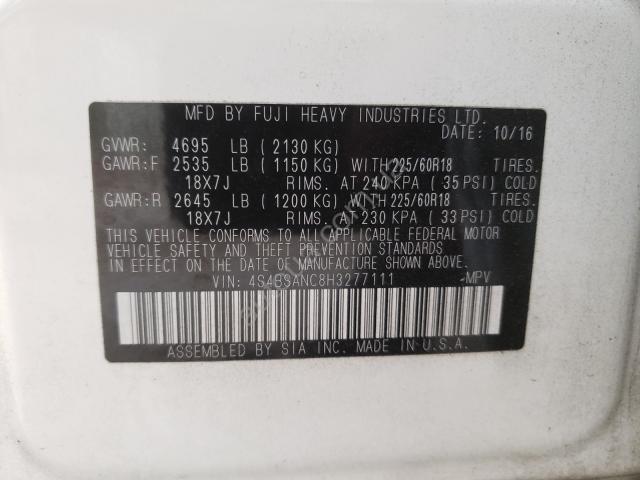 MFD BY FUJI HEAVY INDUSTRIES LTD.
DATE: 10/16
GVWR: 4695 LB (2130 KG)
GAWR:F 2535 LB (1150 KG) WITH 225/60R18 TIRES.
18X7J RIMS. AT 240 KPA (35 PSI) COLD
GAWR:R 2645 LB (1200 KG) WITH 225/60R18 TIRES.
18X7J RIMS. AT 230 KPA (33 PSI) COLD
THIS VEHICLE CONFORMS TO ALL APPLICABLE FEDERAL MOTOR
VEHICLE SAFETY AND THEFT PREVENTION STANDARDS
IN EFFECT ON THE DATE OF MANUFACTURE SHOWN ABOVE.
VIN: 4S4BSANC8H3277111 -MPV
ASSEMBLED BY SIA INC. MADE IN U.S.A.